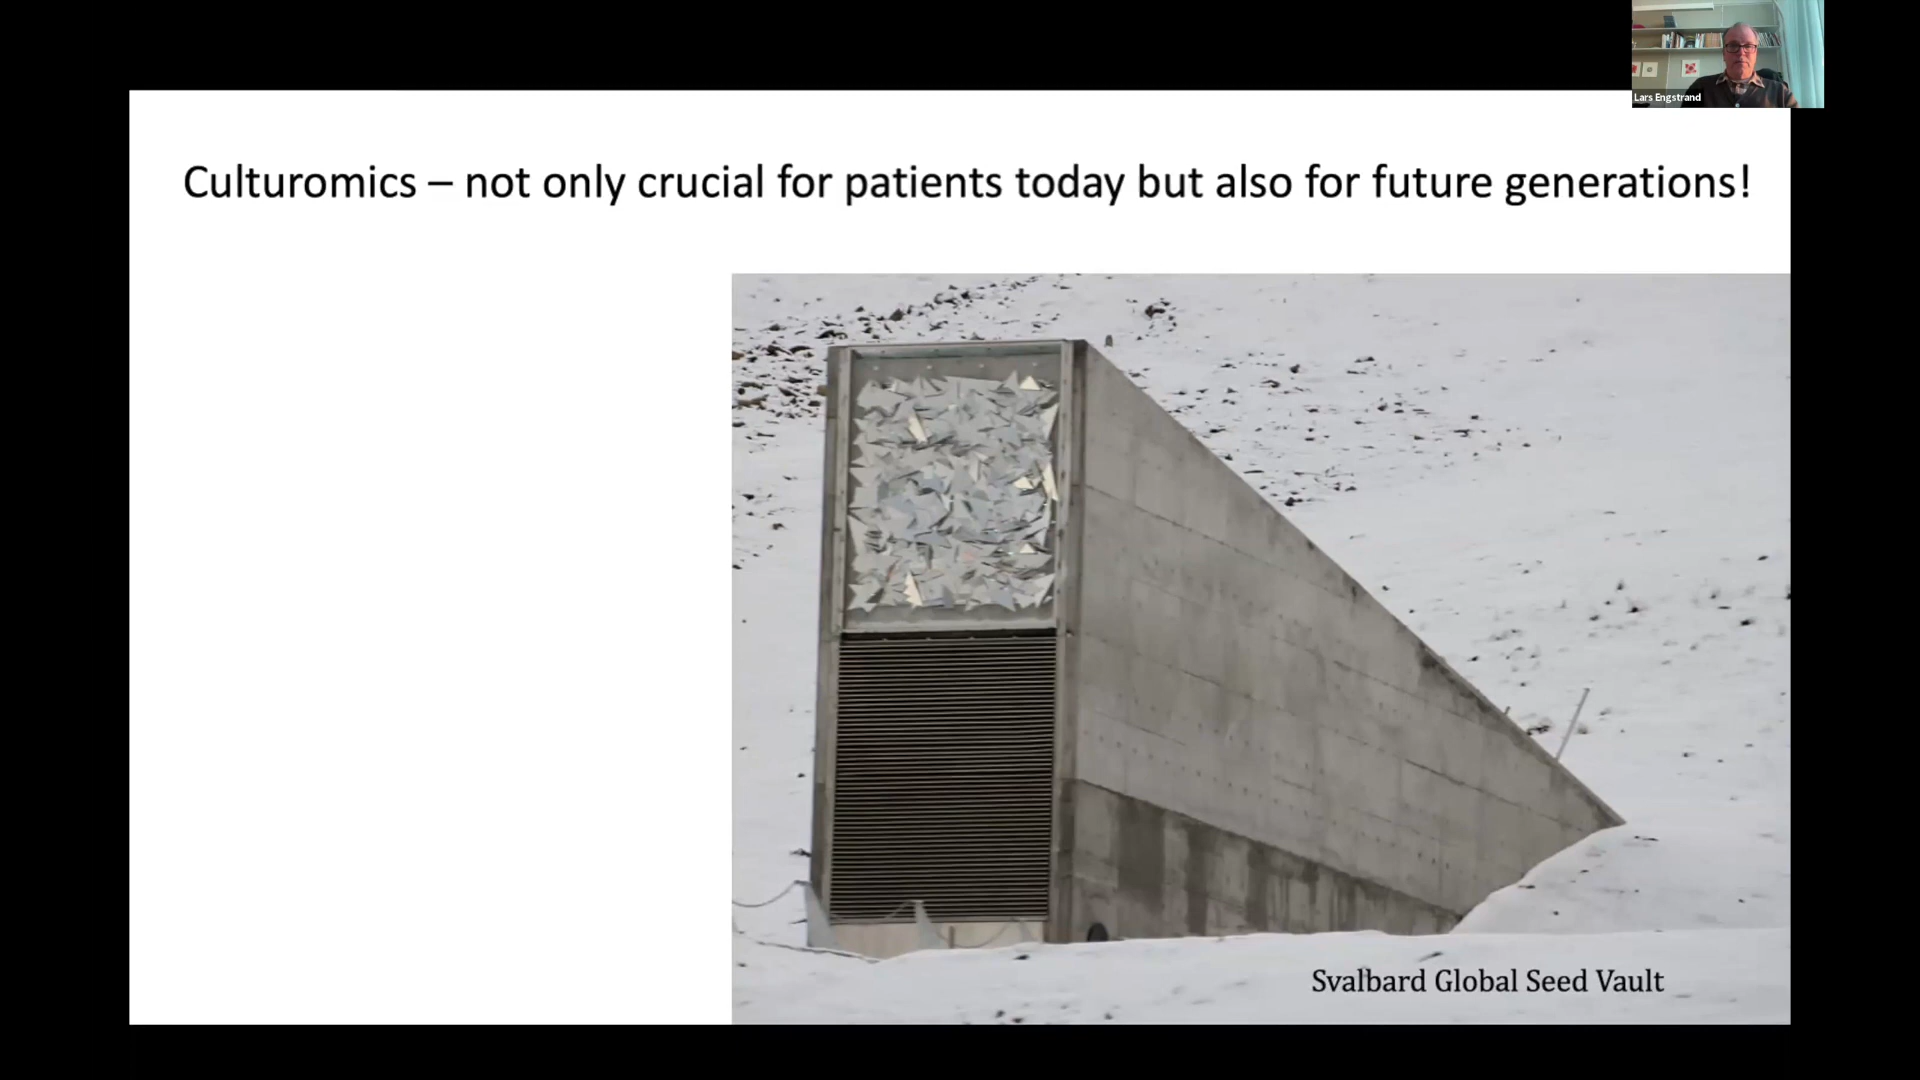 Lars Engstrand
Culturomics – not only crucial for patients today but also for future generations!
Svalbard Global Seed Vault